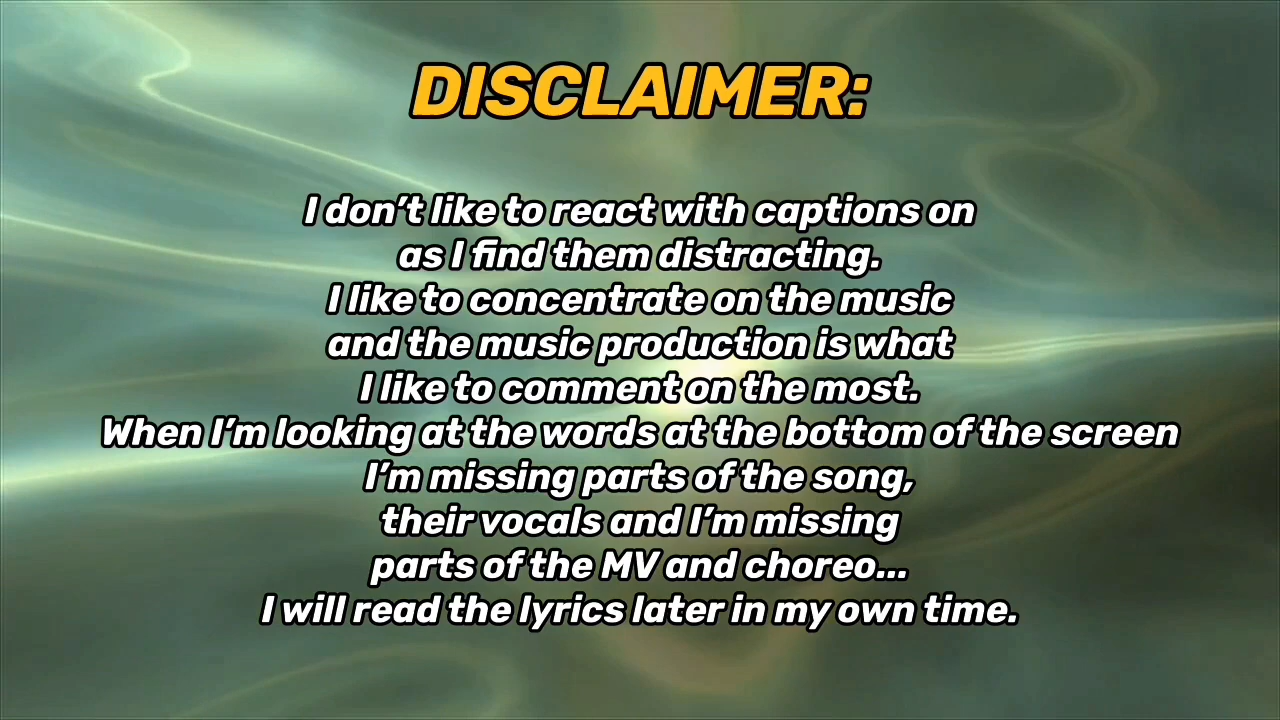 DISCLAIMER:
I don’t like to react with captions on
as I find them distracting.
I like to concentrate on the music
and the music production is what
I like to comment on the most.
When I’m looking at the words at the bottom of the screen
I’m missing parts of the song,
their vocals and I’m missing
parts of the MV and choreo...
I will read the lyrics later in my own time.